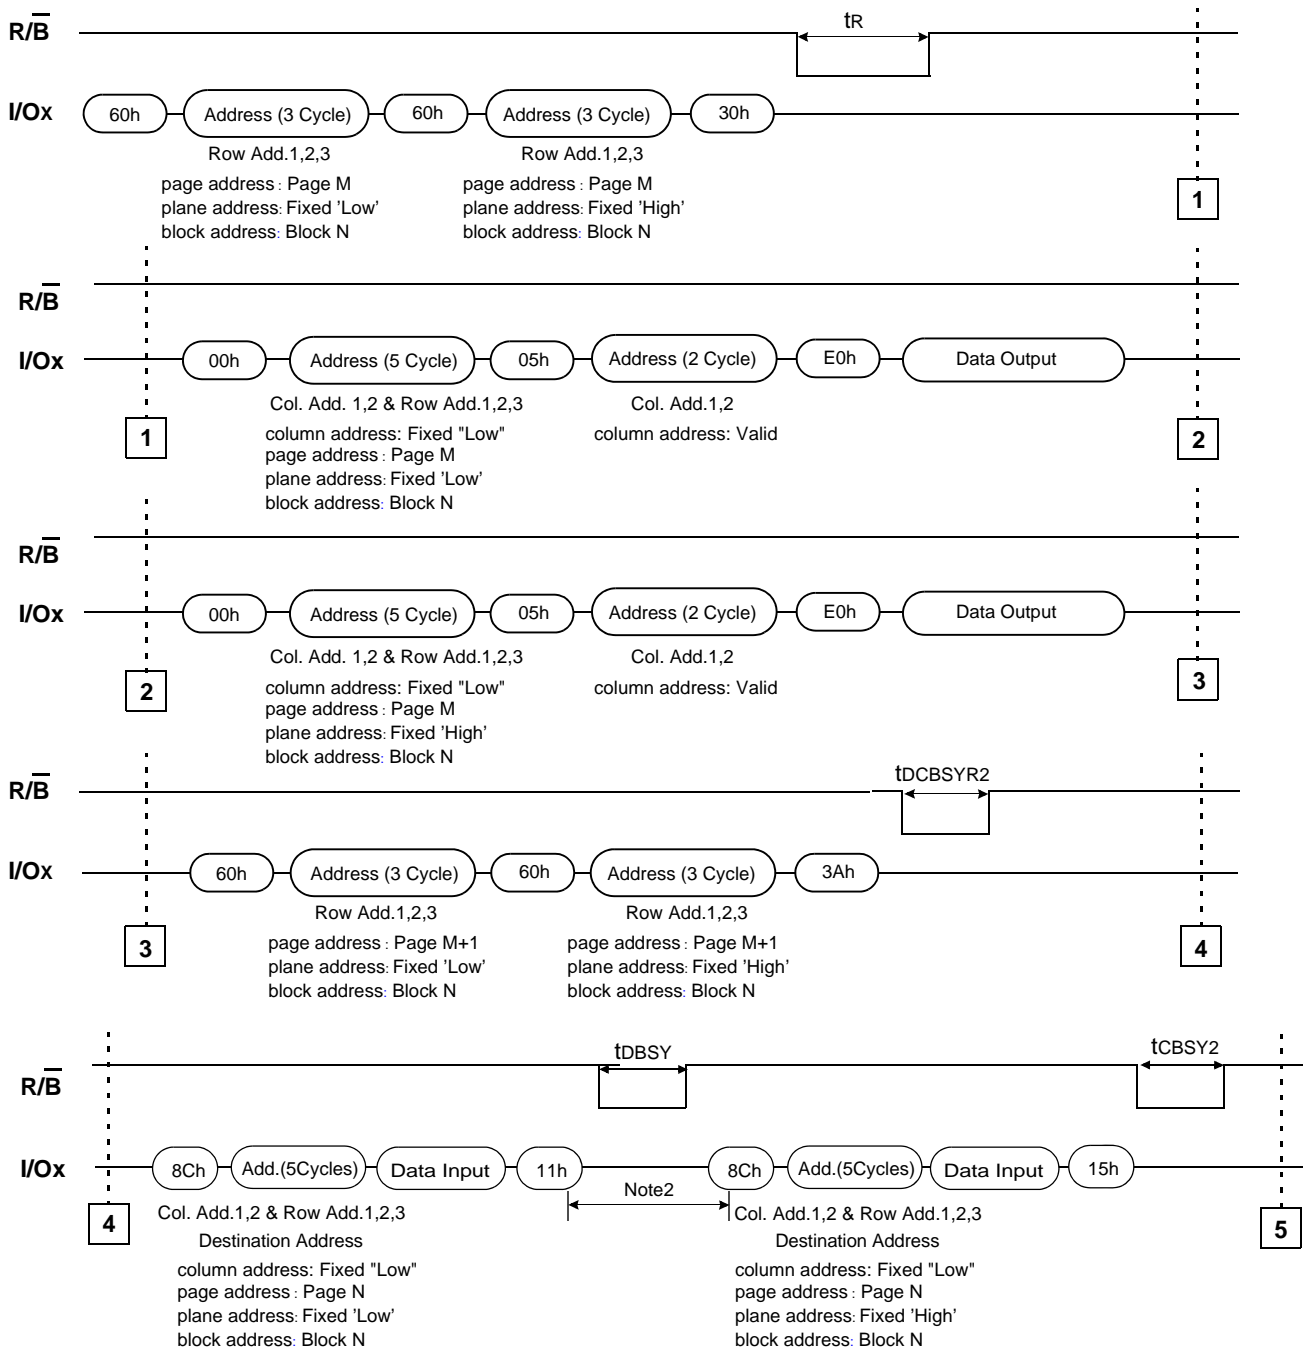 R/B tR
I/Ox 60h Address (3 Cycle) 60h Address (3 Cycle) 30h
Row Add.1,2,3 Row Add.1,2,3
page address : Page M page address : Page M
plane address: Fixed ’Low’ plane address: Fixed ’High’
block address: Block N block address: Block N
1
R/B
I/Ox 00h Address (5 Cycle) 05h Address (2 Cycle) E0h Data Output
Col. Add. 1,2 & Row Add.1,2,3 Col. Add.1,2
1 column address: Fixed "Low" column address: Valid 2
page address : Page M
plane address: Fixed ’Low’
block address: Block N
R/B
I/Ox 00h Address (5 Cycle) 05h Address (2 Cycle) E0h Data Output
Col. Add. 1,2 & Row Add.1,2,3 Col. Add.1,2
2 column address: Fixed "Low" column address: Valid 3
page address : Page M
plane address: Fixed ’High’
block address: Block N
R/B tDCBSYR2
I/Ox 60h Address (3 Cycle) 60h Address (3 Cycle) 3Ah
Row Add.1,2,3 Row Add.1,2,3
3 page address : Page M+1 page address : Page M+1 4
plane address: Fixed ’Low’ plane address: Fixed ’High’
block address: Block N block address: Block N
R/B tDBSY tCBSY2
I/Ox 8Ch Add.(5Cycles) Data Input 11h 8Ch Add.(5Cycles) Data Input 15h
Note2
4 Col. Add.1,2 & Row Add.1,2,3 Col. Add.1,2 & Row Add.1,2,3 5
Destination Address Destination Address
column address: Fixed "Low" column address: Fixed "Low"
page address : Page N page address : Page N
plane address: Fixed ’Low’ plane address: Fixed ’High’
block address: Block N block address: Block N